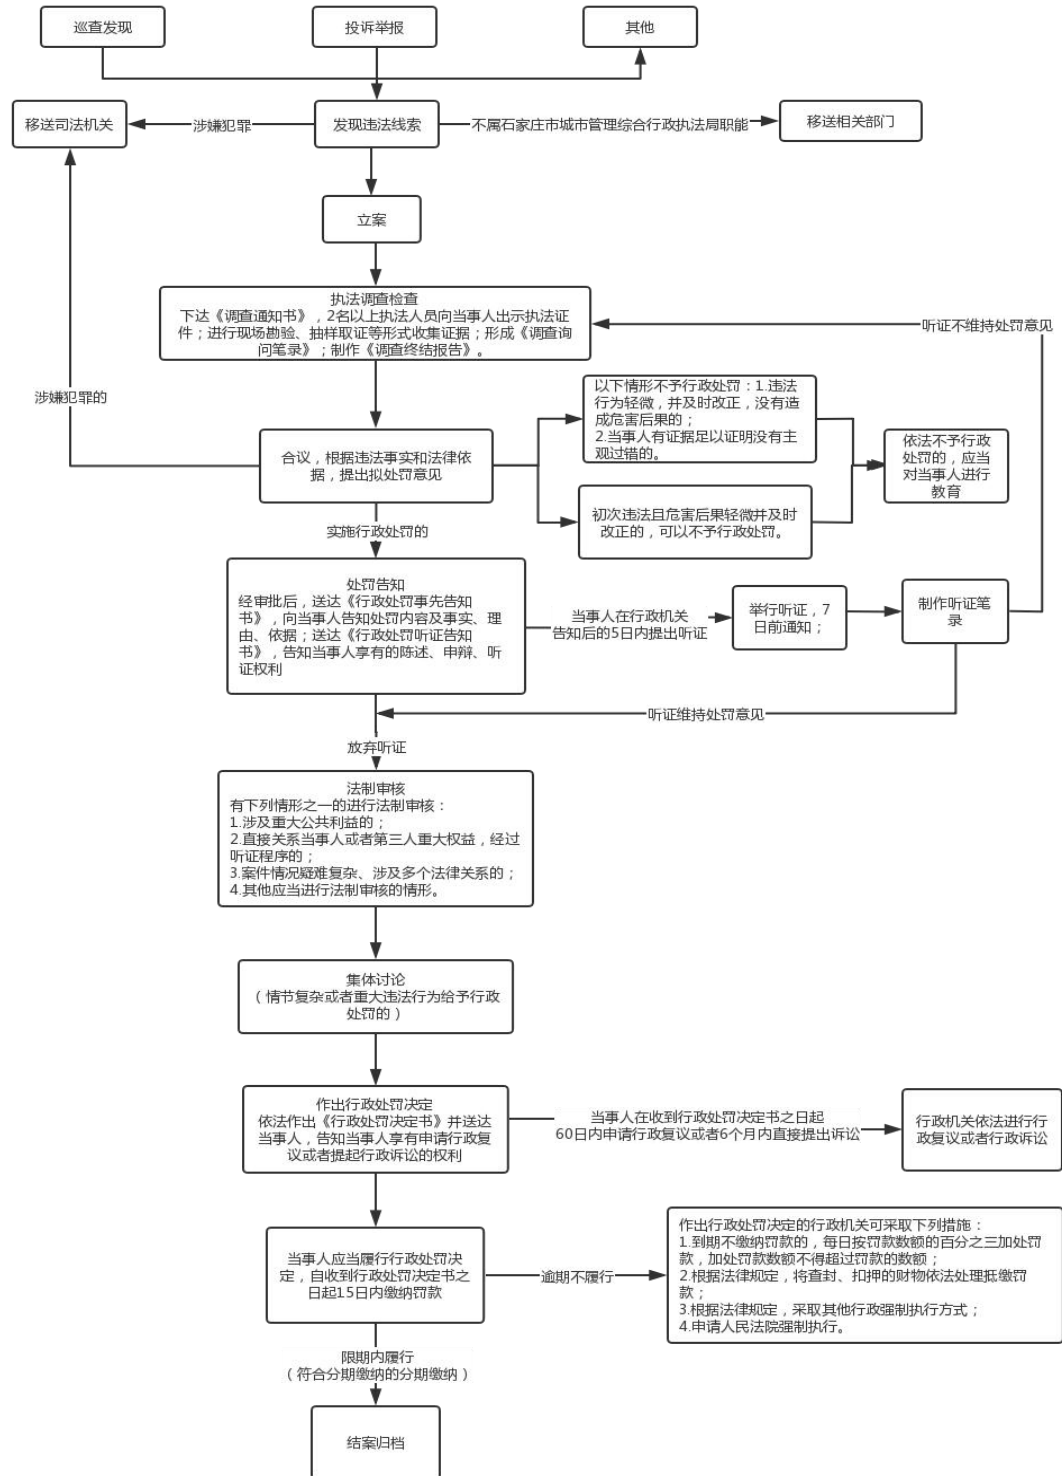 巡查发现
投诉举报
其他
移送司法机关
涉嫌犯罪
发现违法线索
不属石家庄市城市管理综合行政执法局职能
移送相关部门
立案
执法调查检查
下达《调查通知书》，2名以上执法人员向当事人出示执法证
件；进行现场勘验、抽样取证等形式收集证据；形成《调查询
问笔录》；制作《调查终结报告》。
听证不维持处罚意见
涉嫌犯罪的
以下情形不予行政处罚：1.违法
行为轻微，并及时改正，没有造
成危害后果的；
2.当事人有证据足以证明没有主
观过错的。
合议，根据违法事实和法律依
据，提出拟处罚意见
依法不予行政
处罚的，应当
对当事人进行
教育
初次违法且危害后果轻微并及时
改正的，可以不予行政处罚。
实施行政处罚的
处罚告知
经审批后，送达《行政处罚事先告知
书》，向当事人告知处罚内容及事实、理
由、依据；送达《行政处罚听证告知
书》，告知当事人享有的陈述、申辩、听
证权利
当事人在行政机关
告知后的5日内提出听证
举行听证，7
日前通知；
制作听证笔
录
听证维持处罚意见
放弃听证
法制审核
有下列情形之一的进行法制审核：
1.涉及重大公共利益的；
2.直接关系当事人或者第三人重大权益，经过
听证程序的；
3.案件情况疑难复杂、涉及多个法律关系的；
4.其他应当进行法制审核的情形。
集体讨论
（情节复杂或者重大违法行为给予行政
处罚的）
作出行政处罚决定
依法作出《行政处罚决定书》并送达
当事人，告知当事人享有申请行政复
议或者提起行政诉讼的权利
当事人在收到行政处罚决定书之日起
60日内申请行政复议或者6个月内直接提出诉讼
行政机关依法进行行
政复议或者行政诉讼
当事人应当履行行政处罚决
定，自收到行政处罚决定书之
日起15日内缴纳罚款
逾期不履行
作出行政处罚决定的行政机关可采取下列措施：
1.到期不缴纳罚款的，每日按罚款数额的百分之三加处罚
款，加处罚款数额不得超过罚款的数额；
2.根据法律规定，将查封、扣押的财物依法处理抵缴罚
款；
3.根据法律规定，采取其他行政强制执行方式；
4.申请人民法院强制执行。
限期内履行
（符合分期缴纳的分期缴纳）
结案归档